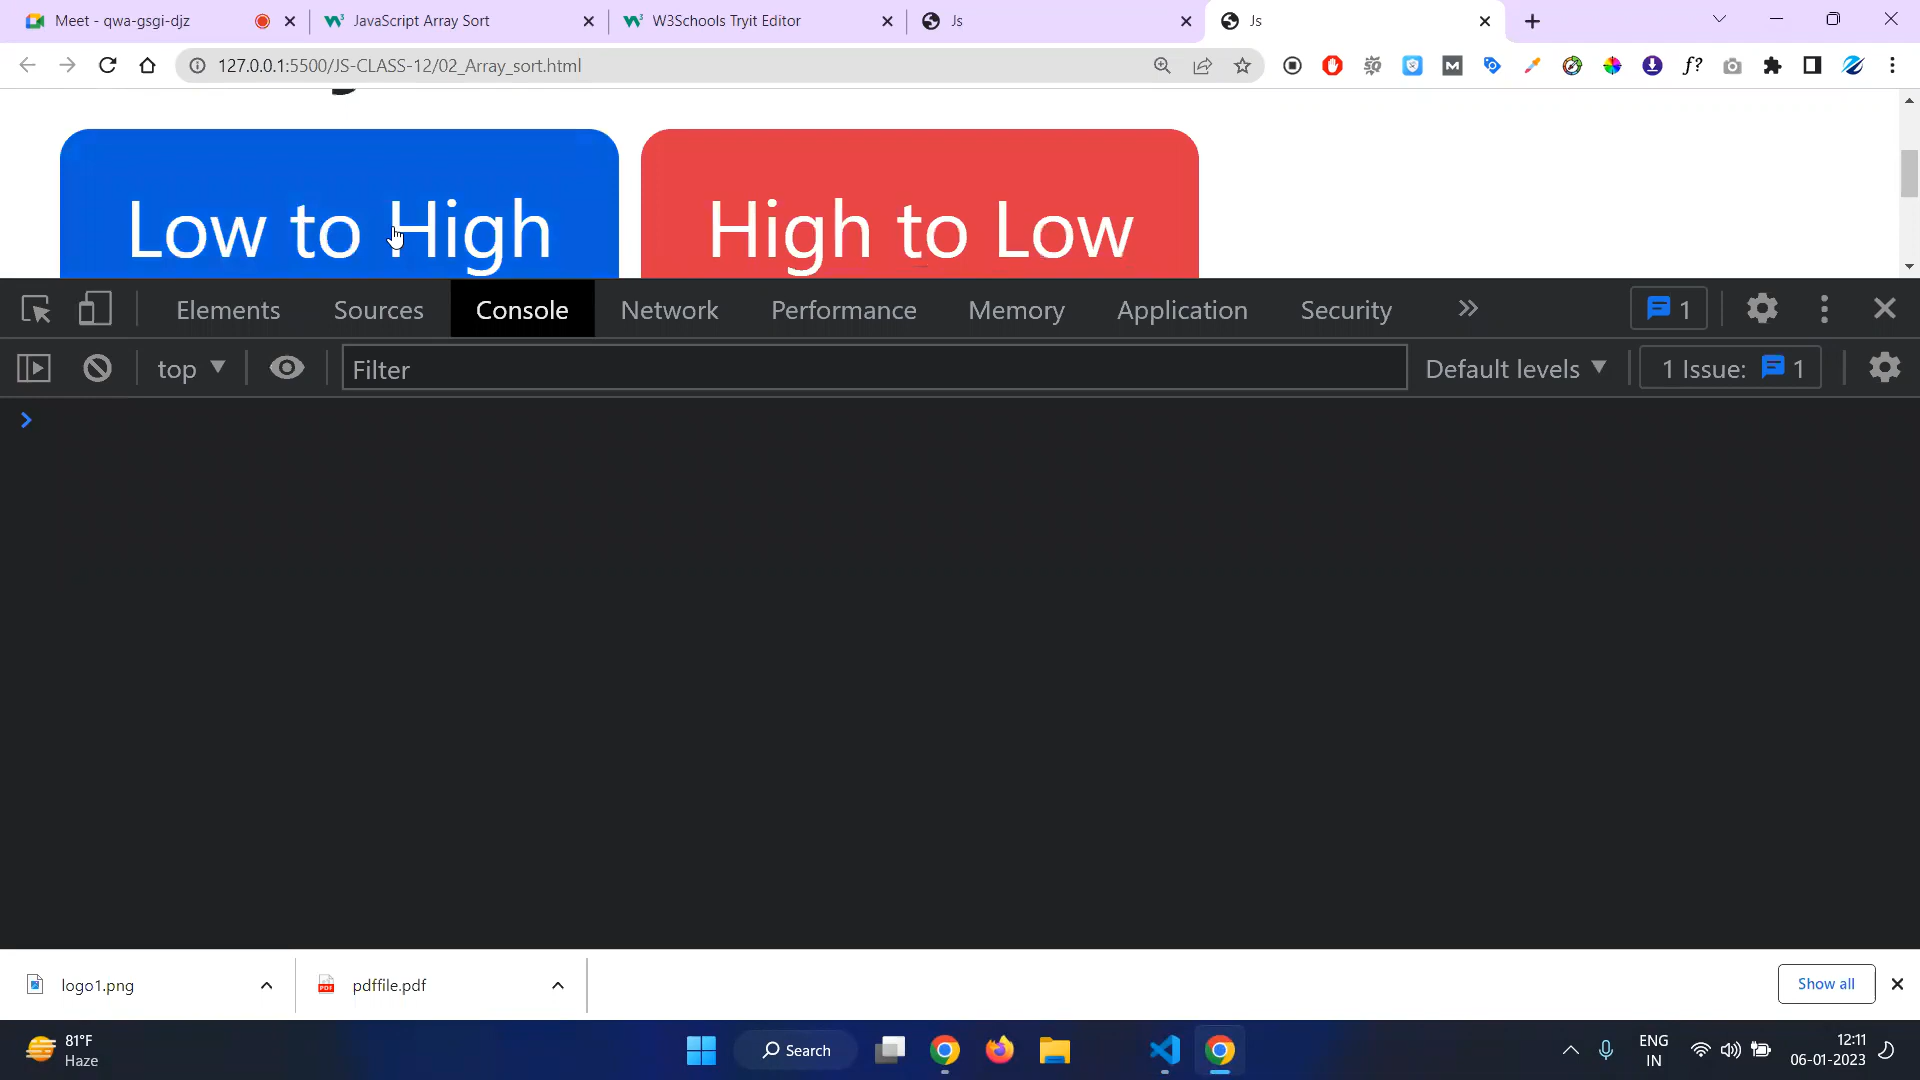 Meet - qwa-gsgi-djz
JavaScript Array Sort
W3Schools Tryit Editor
Js
Js
127.0.0.1:5500/JS-CLASS-12/02_Array_sort.html
Low to High
High to Low
Elements
Sources
Console
Network
Performance
Memory
Application
Security
1
top
Filter
Default levels
1 Issue: 1
logo1.png
pdffile.pdf
Show all
81°F
Haze
Search
ENG
IN
12:11
06-01-2023